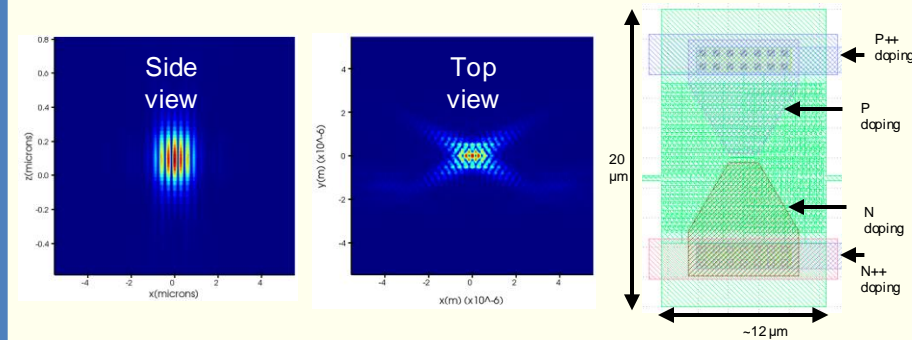 Side
view
0.8
0.6
0.4
0.2
0.0
-0.2
-0.4
z(microns)
-4
-2
0
2
4
x(microns)
Top
view
4
2
0
-2
-4
y(m) (x10^-6)
-4
-2
0
2
4
x(m) (x10^-6)
20
µm
~12 µm
P++
doping
P
doping
N
doping
N++
doping